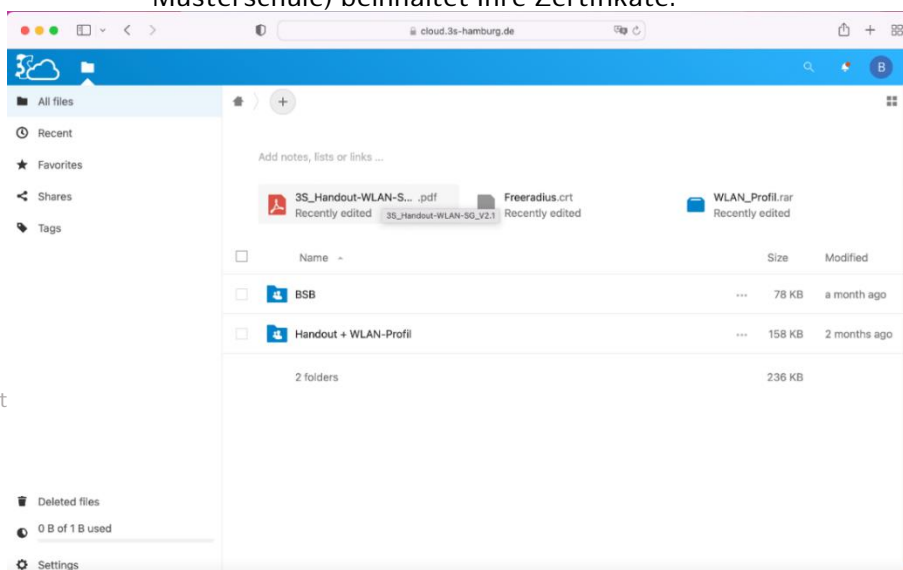 Musterschule) beinhaltet Ihre Zertifikate.
cloud.3s-hamburg.de
3S
B
All files
Recent
Favorites
Shares
Tags
Add notes, lists or links ...
3S_Handout-WLAN-S... .pdf
Recently edited
3S_Handout-WLAN-SG_V2.1
Freeradius.crt
Recently edited
WLAN_Profil.rar
Recently edited
Name Size Modified
BSB ... 78 KB a month ago
Handout + WLAN-Profil ... 158 KB 2 months ago
2 folders 236 KB
t
Deleted files
0 B of 1 B used
Settings